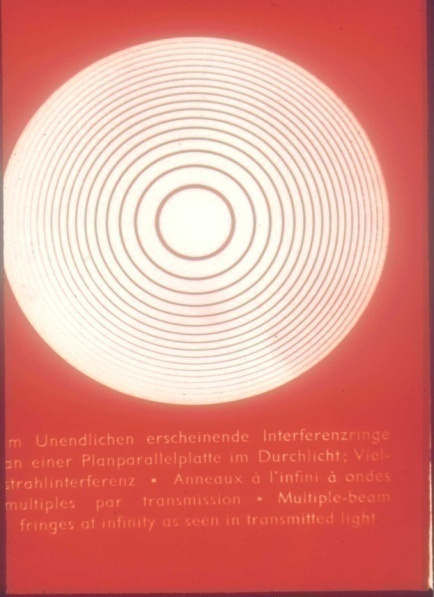 m Unendlichen erscheinende Interferenzringe
an einer Planparallelplatte im Durchlicht; Viel-
strahlinterferenz • Anneaux à l'infini à ondes
multiples par transmission • Multiple-beam
fringes at infinity as seen in transmitted light